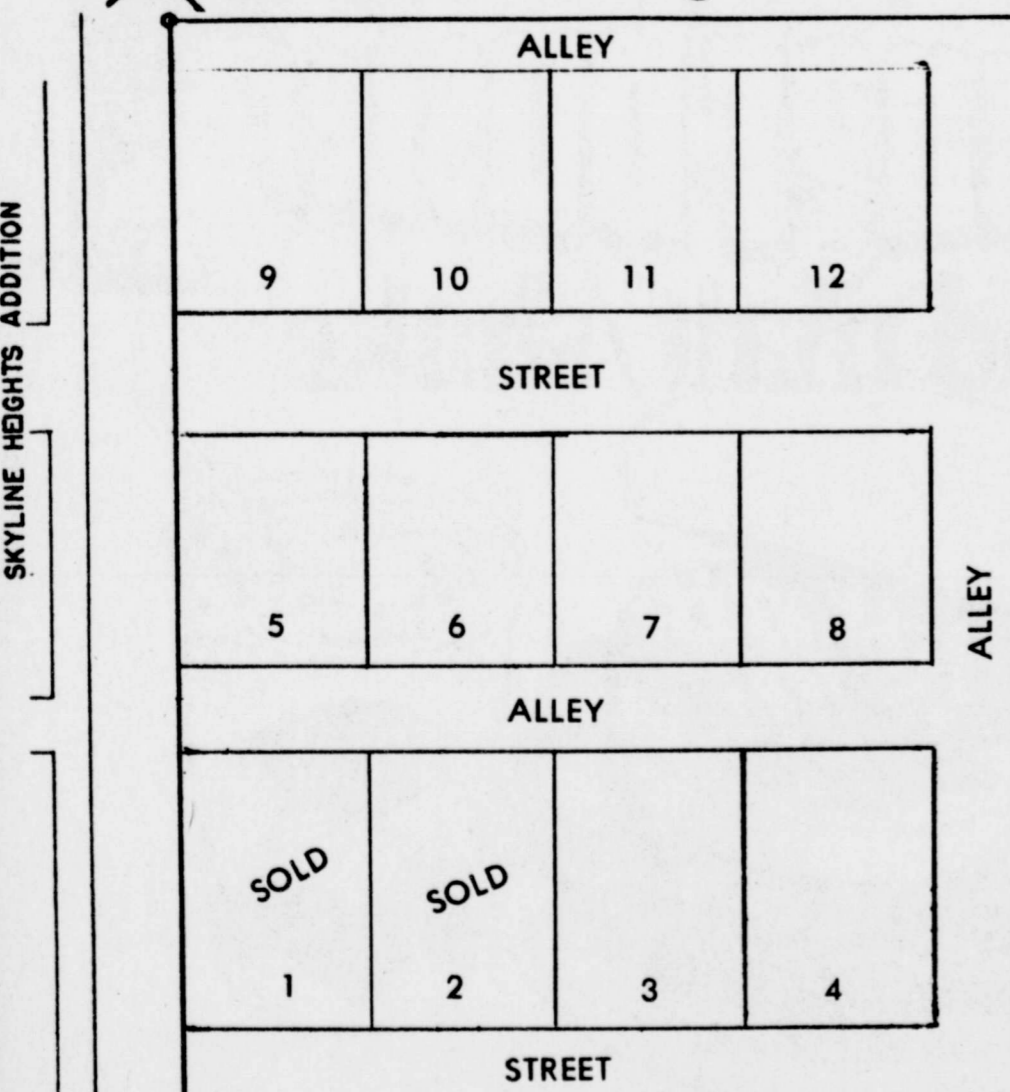 ALLEY
9 10 11 12
STREET
SKYLINE HEIGHTS ADDITION
5 6 7 8
ALLEY
ALLEY
SOLD SOLD
1 2 3 4
STREET